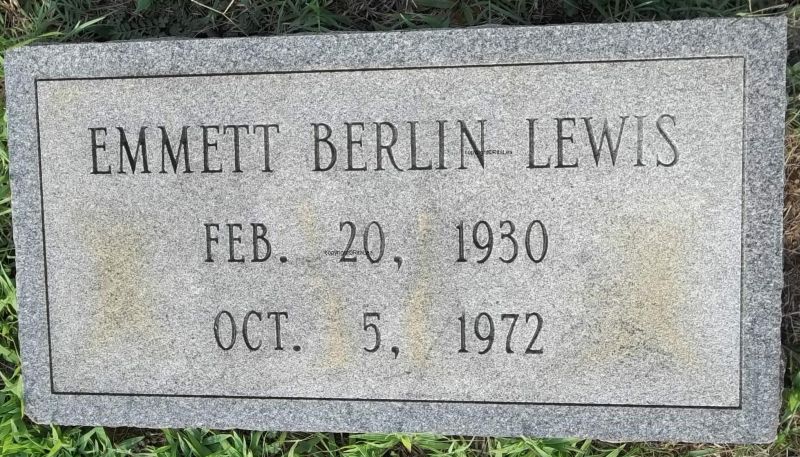 EMMETT BERLIN LEWIS
FEB. 20, 1930
OCT. 5, 1972